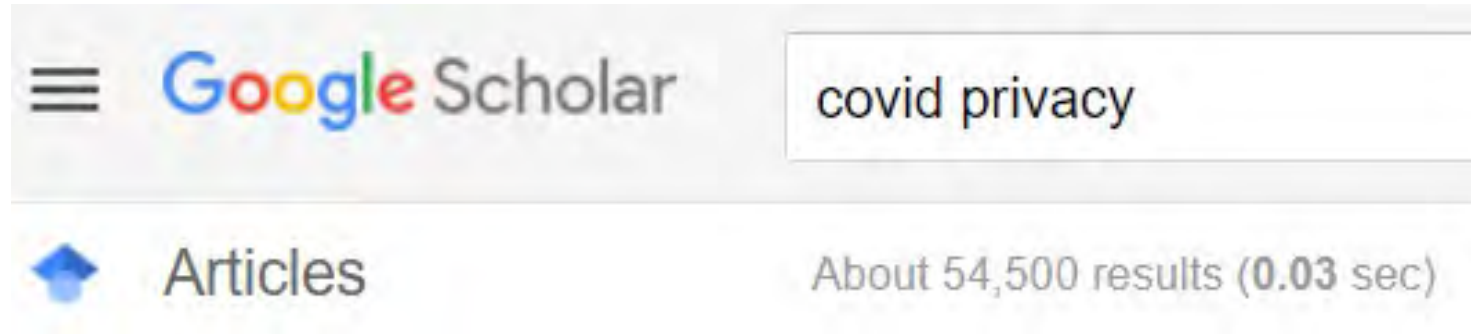 Google Scholar
covid privacy
Articles
About 54,500 results (0.03 sec)